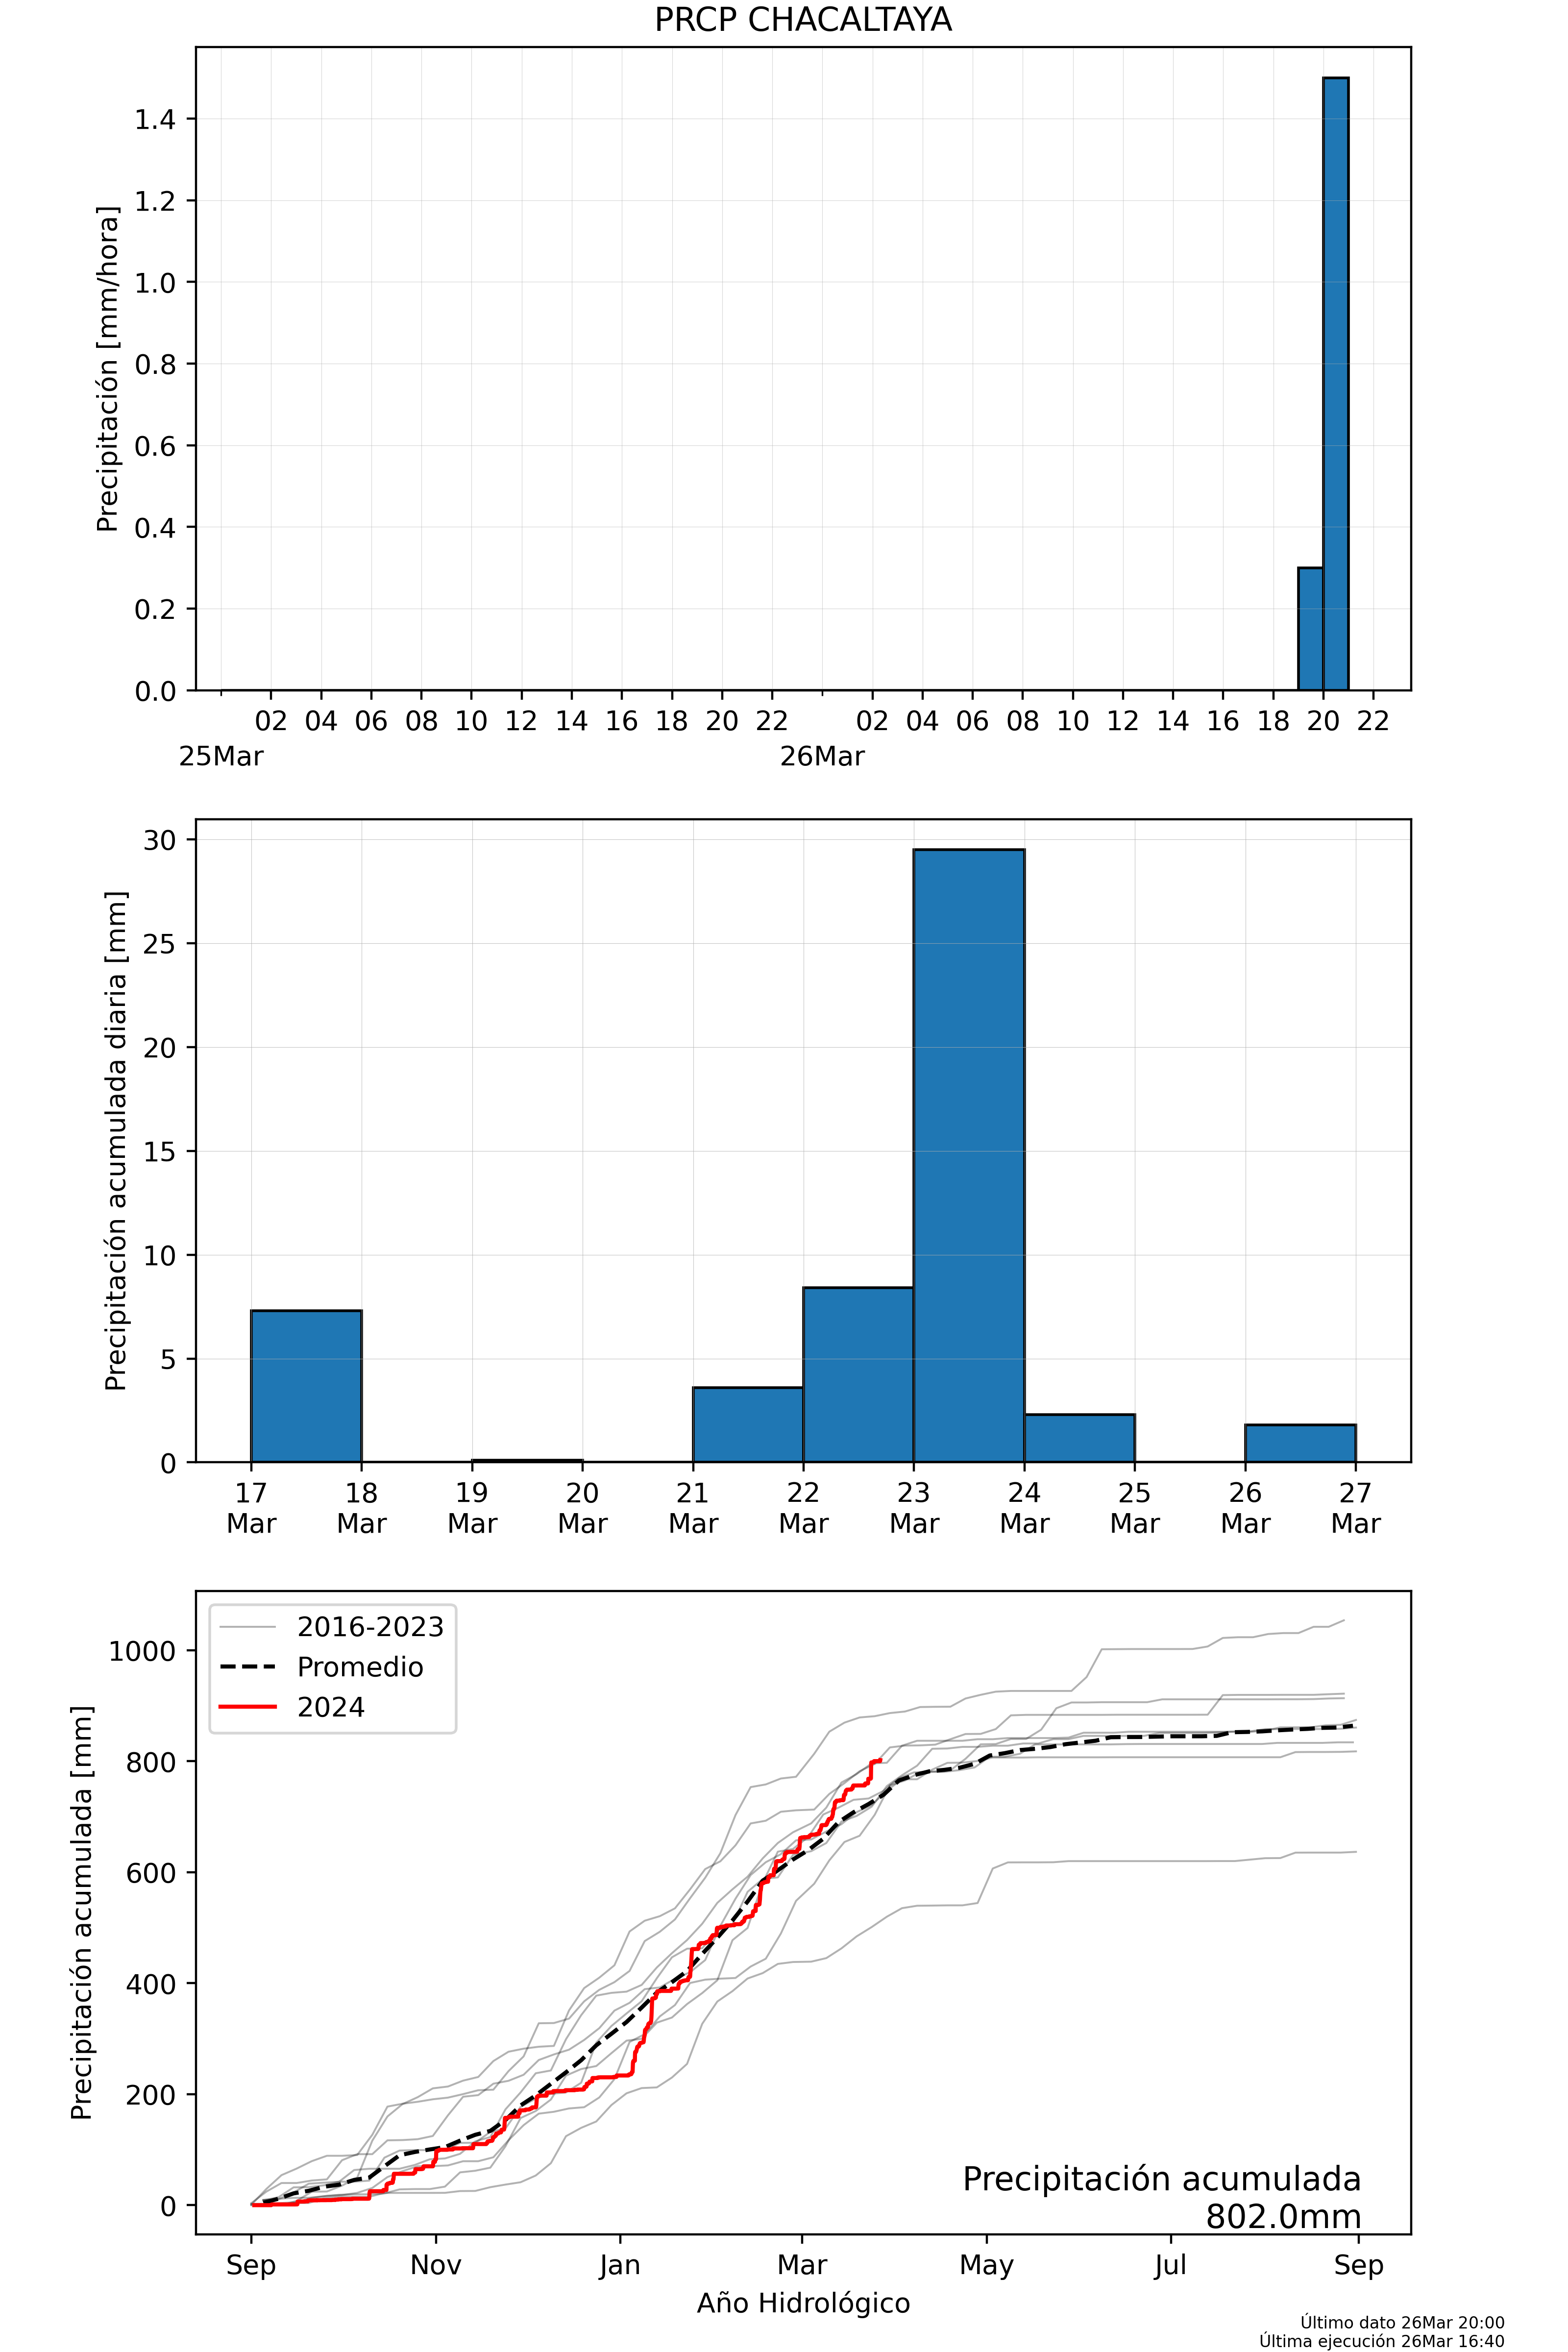 PRCP CHACALTAYA
Precipitación [mm/hora]
1.4
1.2
1.0
0.8
0.6
0.4
0.2
0.0
02 04 06 08 10 12 14 16 18 20 22 02 04 06 08 10 12 14 16 18 20 22
25Mar 26Mar
Precipitación acumulada diaria [mm]
30
25
20
15
10
5
0
17 18 19 20 21 22 23 24 25 26 27
Mar Mar Mar Mar Mar Mar Mar Mar Mar Mar Mar
Precipitación acumulada [mm]
1000
800
600
400
200
0
2016-2023
Promedio
2024
Precipitación acumulada
802.0mm
Sep Nov Jan Mar May Jul Sep
Año Hidrológico
Último dato 26Mar 20:00
Última ejecución 26Mar 16:40